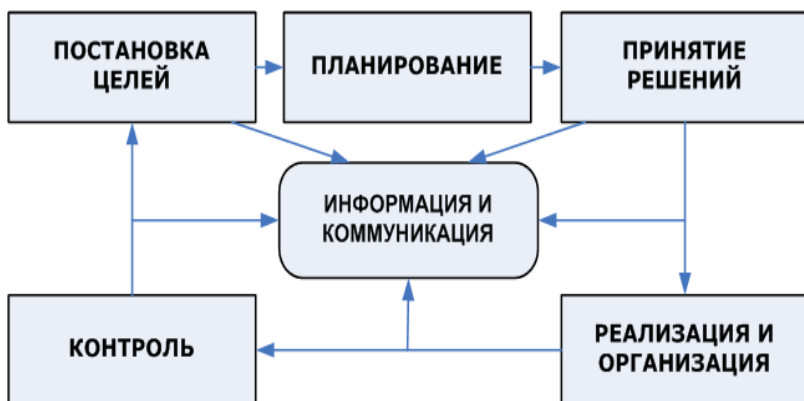 ПОСТАНОВКА
ЦЕЛЕЙ
ПЛАНИРОВАНИЕ
ПРИНЯТИЕ
РЕШЕНИЙ
ИНФОРМАЦИЯ И
КОММУНИКАЦИЯ
КОНТРОЛЬ
РЕАЛИЗАЦИЯ И
ОРГАНИЗАЦИЯ